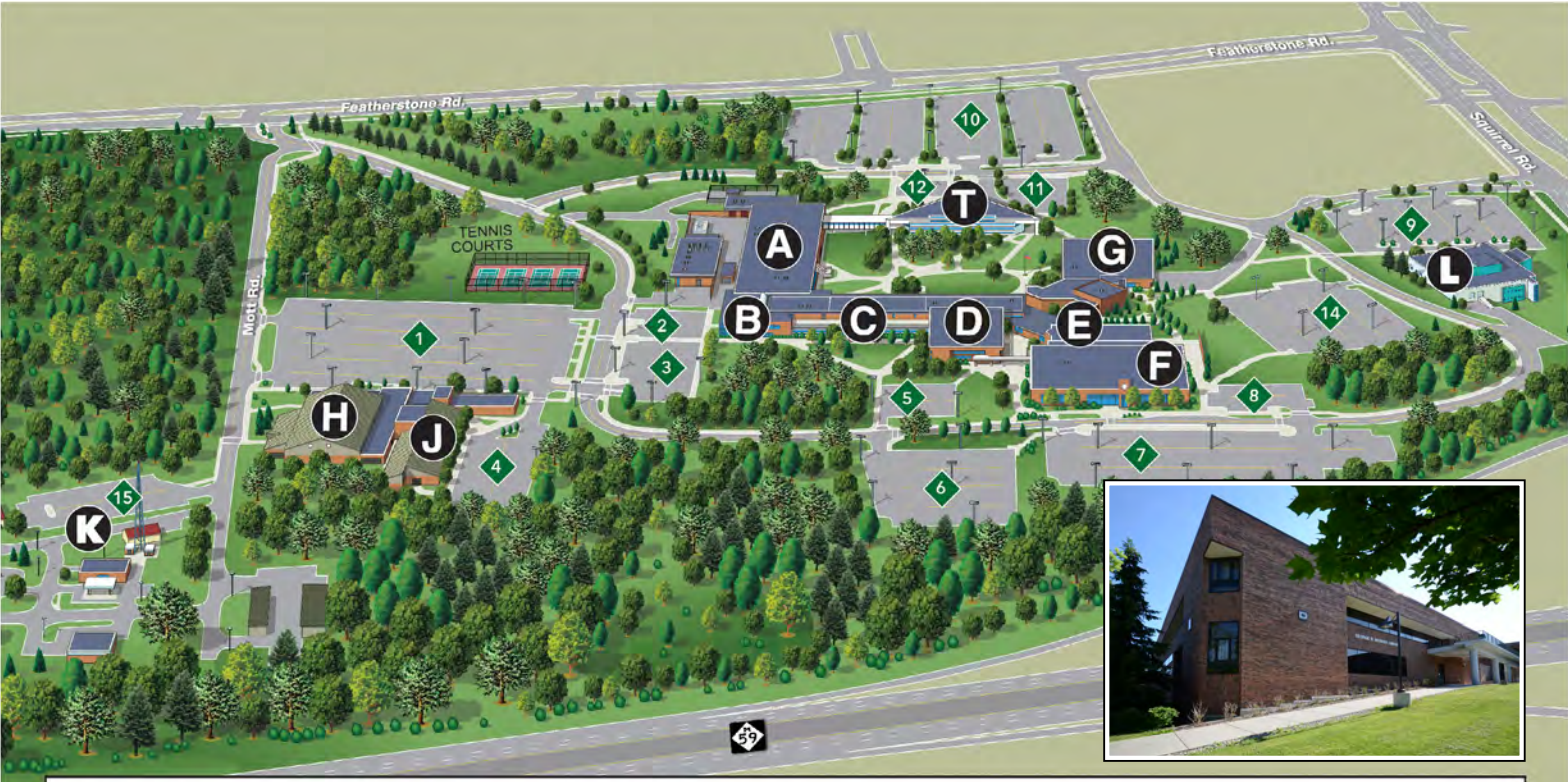 Featherstone Rd.
Featherstone Rd.
Squirrel Rd.
10
12
T
11
TENNIS
COURTS
A
G
9
L
Mott Rd.
1
2
B
C
D
E
14
3
F
H
J
5
8
4
7
6
15
K
M
59